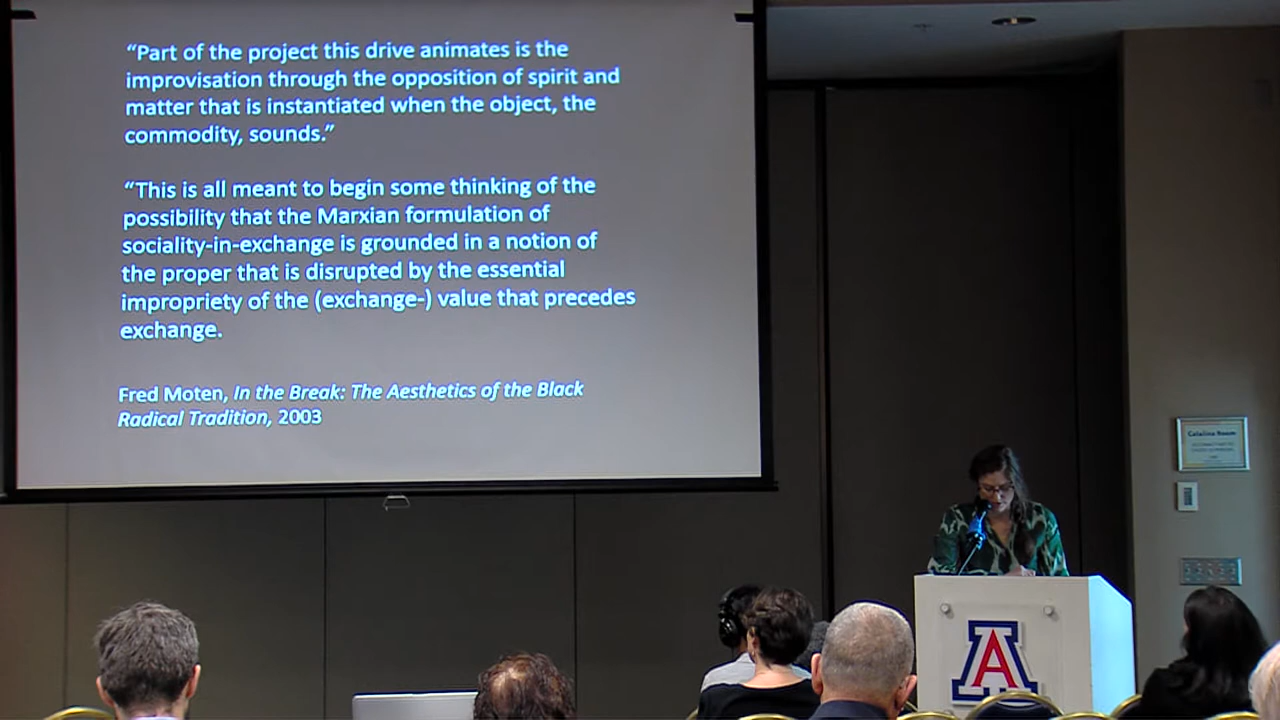 “Part of the project this drive animates is the
improvisation through the opposition of spirit and
matter that is instantiated when the object, the
commodity, sounds.”
“This is all meant to begin some thinking of the
possibility that the Marxian formulation of
sociality-in-exchange is grounded in a notion of
the proper that is disrupted by the essential
impropriety of the (exchange-) value that precedes
exchange.
Fred Moten, In the Break: The Aesthetics of the Black
Radical Tradition, 2003
Catalina Room
A